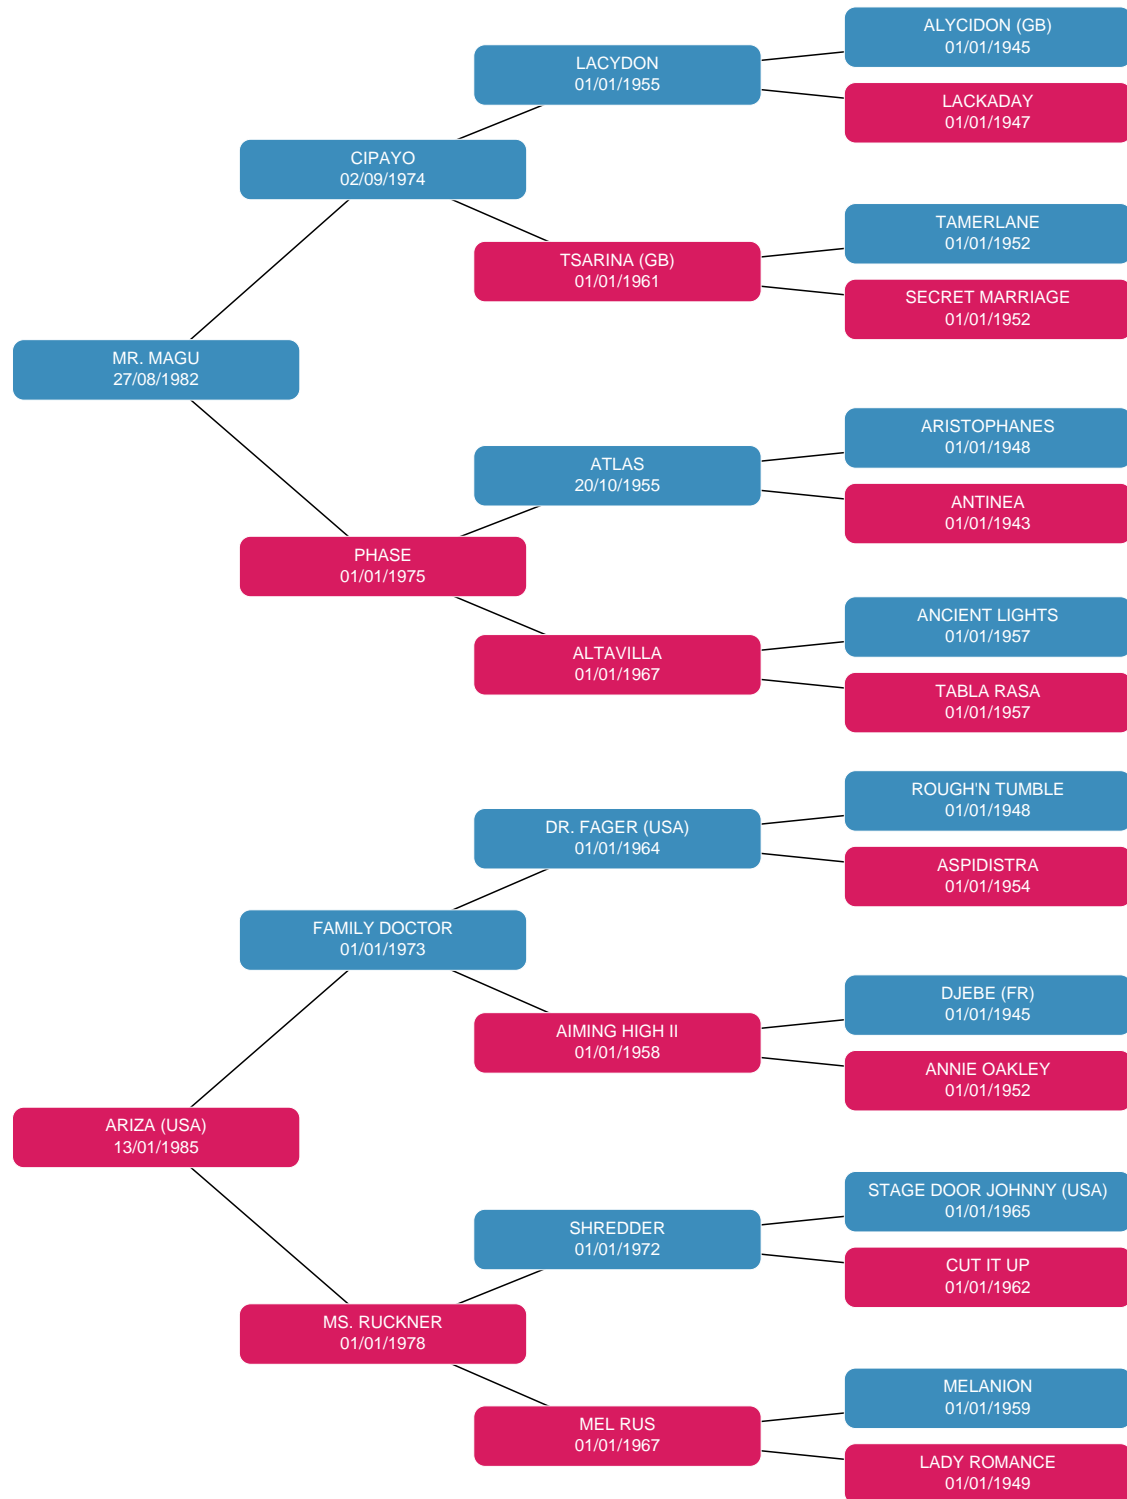 ALYCIDON (GB)
01/01/1945
LACYDON
01/01/1955
LACKADAY
01/01/1947
CIPAYO
02/09/1974
TAMERLANE
01/01/1952
TSARINA (GB)
01/01/1961
SECRET MARRIAGE
01/01/1952
MR. MAGU
27/08/1982
ARISTOPHANES
01/01/1948
ATLAS
20/10/1955
ANTINEA
01/01/1943
PHASE
01/01/1975
ANCIENT LIGHTS
01/01/1957
ALTAVILLA
01/01/1967
TABLA RASA
01/01/1957
ROUGH'N TUMBLE
01/01/1948
DR. FAGER (USA)
01/01/1964
ASPIDISTRA
01/01/1954
FAMILY DOCTOR
01/01/1973
DJEBE (FR)
01/01/1945
AIMING HIGH II
01/01/1958
ANNIE OAKLEY
01/01/1952
ARIZA (USA)
13/01/1985
STAGE DOOR JOHNNY (USA)
01/01/1965
SHREDDER
01/01/1972
CUT IT UP
01/01/1962
MS. RUCKNER
01/01/1978
MELANION
01/01/1959
MEL RUS
01/01/1967
LADY ROMANCE
01/01/1949